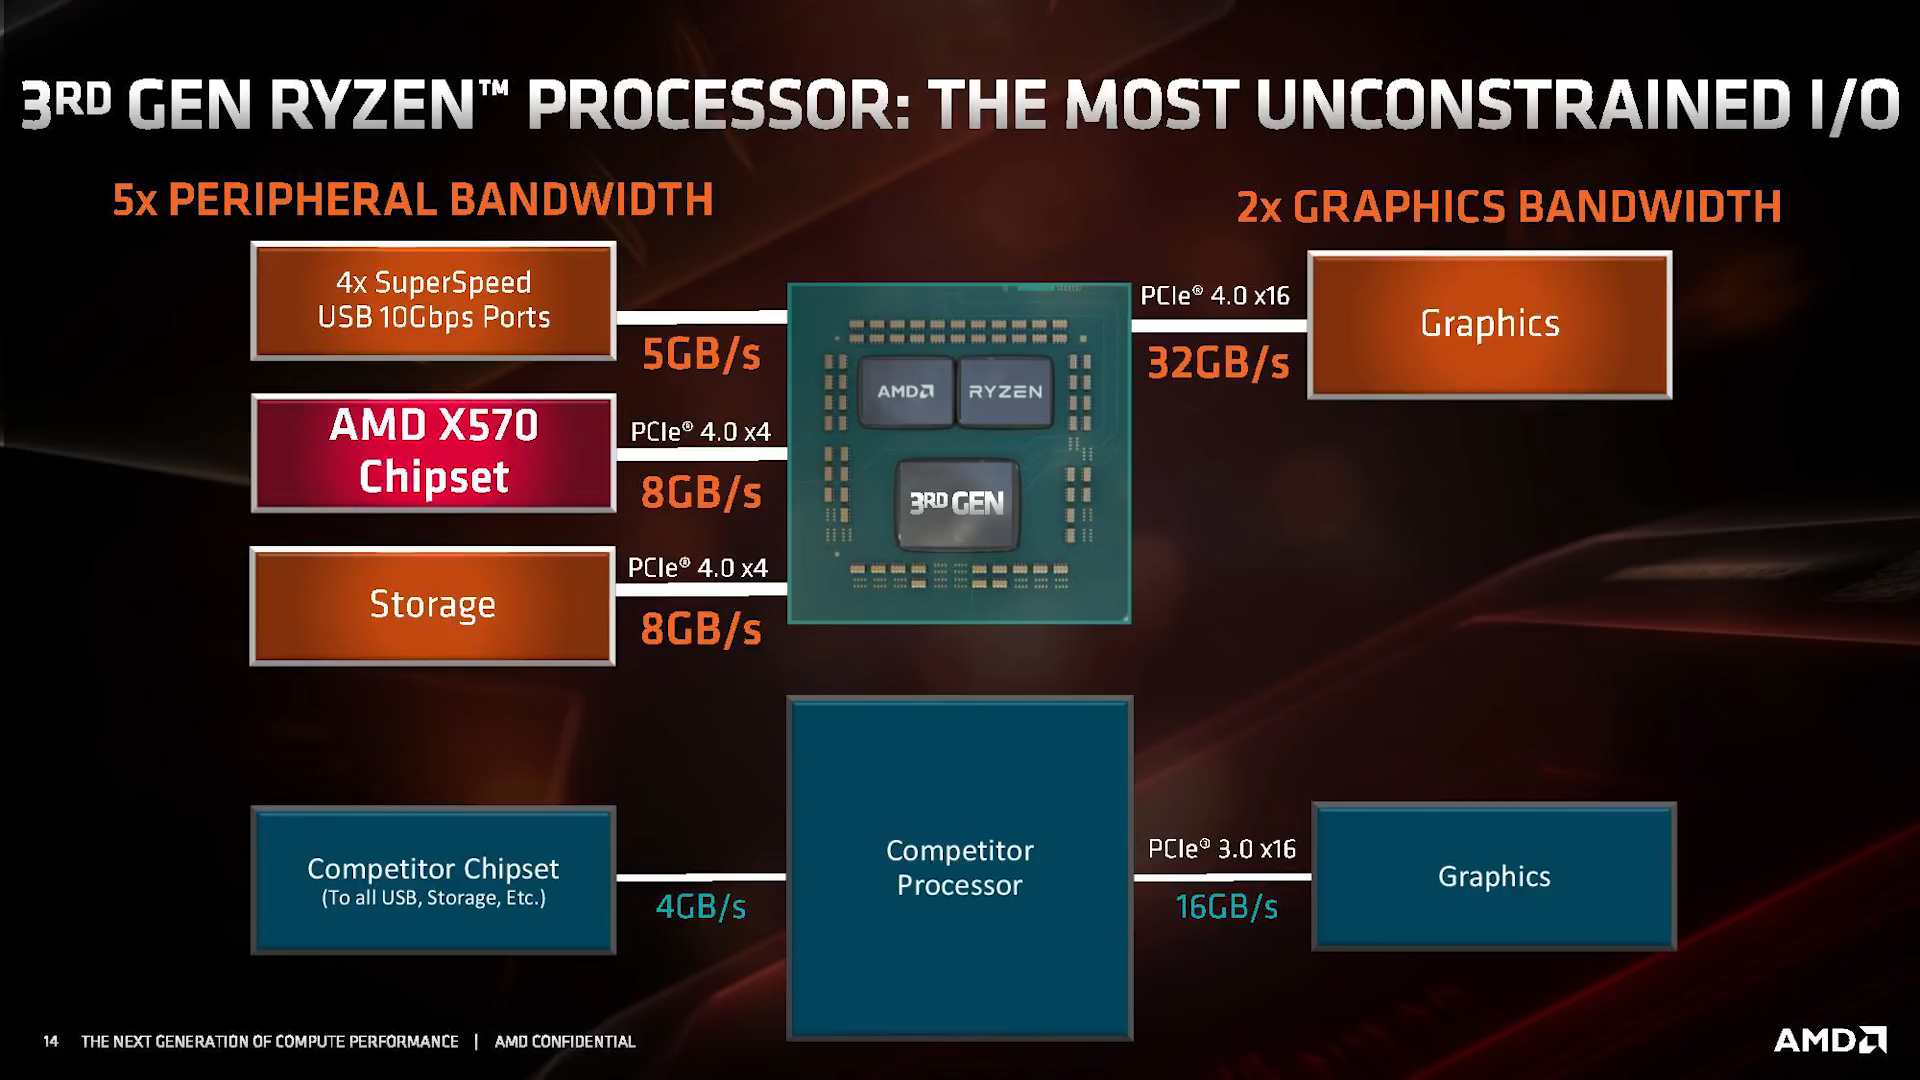 3RD GEN RYZEN™ PROCESSOR: THE MOST UNCONSTRAINED I/O
5x PERIPHERAL BANDWIDTH
2x GRAPHICS BANDWIDTH
4x SuperSpeed
USB 10Gbps Ports
5GB/s
AMD X570
Chipset
PCIe® 4.0 x4
8GB/s
Storage
PCIe® 4.0 x4
8GB/s
AMD
RYZEN
3RD GEN
PCIe® 4.0 x16
32GB/s
Graphics
Competitor Chipset
(To all USB, Storage, Etc.)
4GB/s
Competitor
Processor
PCIe® 3.0 x16
16GB/s
Graphics
14 THE NEXT GENERATION OF COMPUTE PERFORMANCE | AMD CONFIDENTIAL
AMD